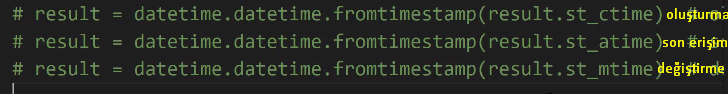 # result = datetime.datetime.fromtimestamp(result.st_ctime) oluşturma
# result = datetime.datetime.fromtimestamp(result.st_atime) son erişim
# result = datetime.datetime.fromtimestamp(result.st_mtime) değiştirme